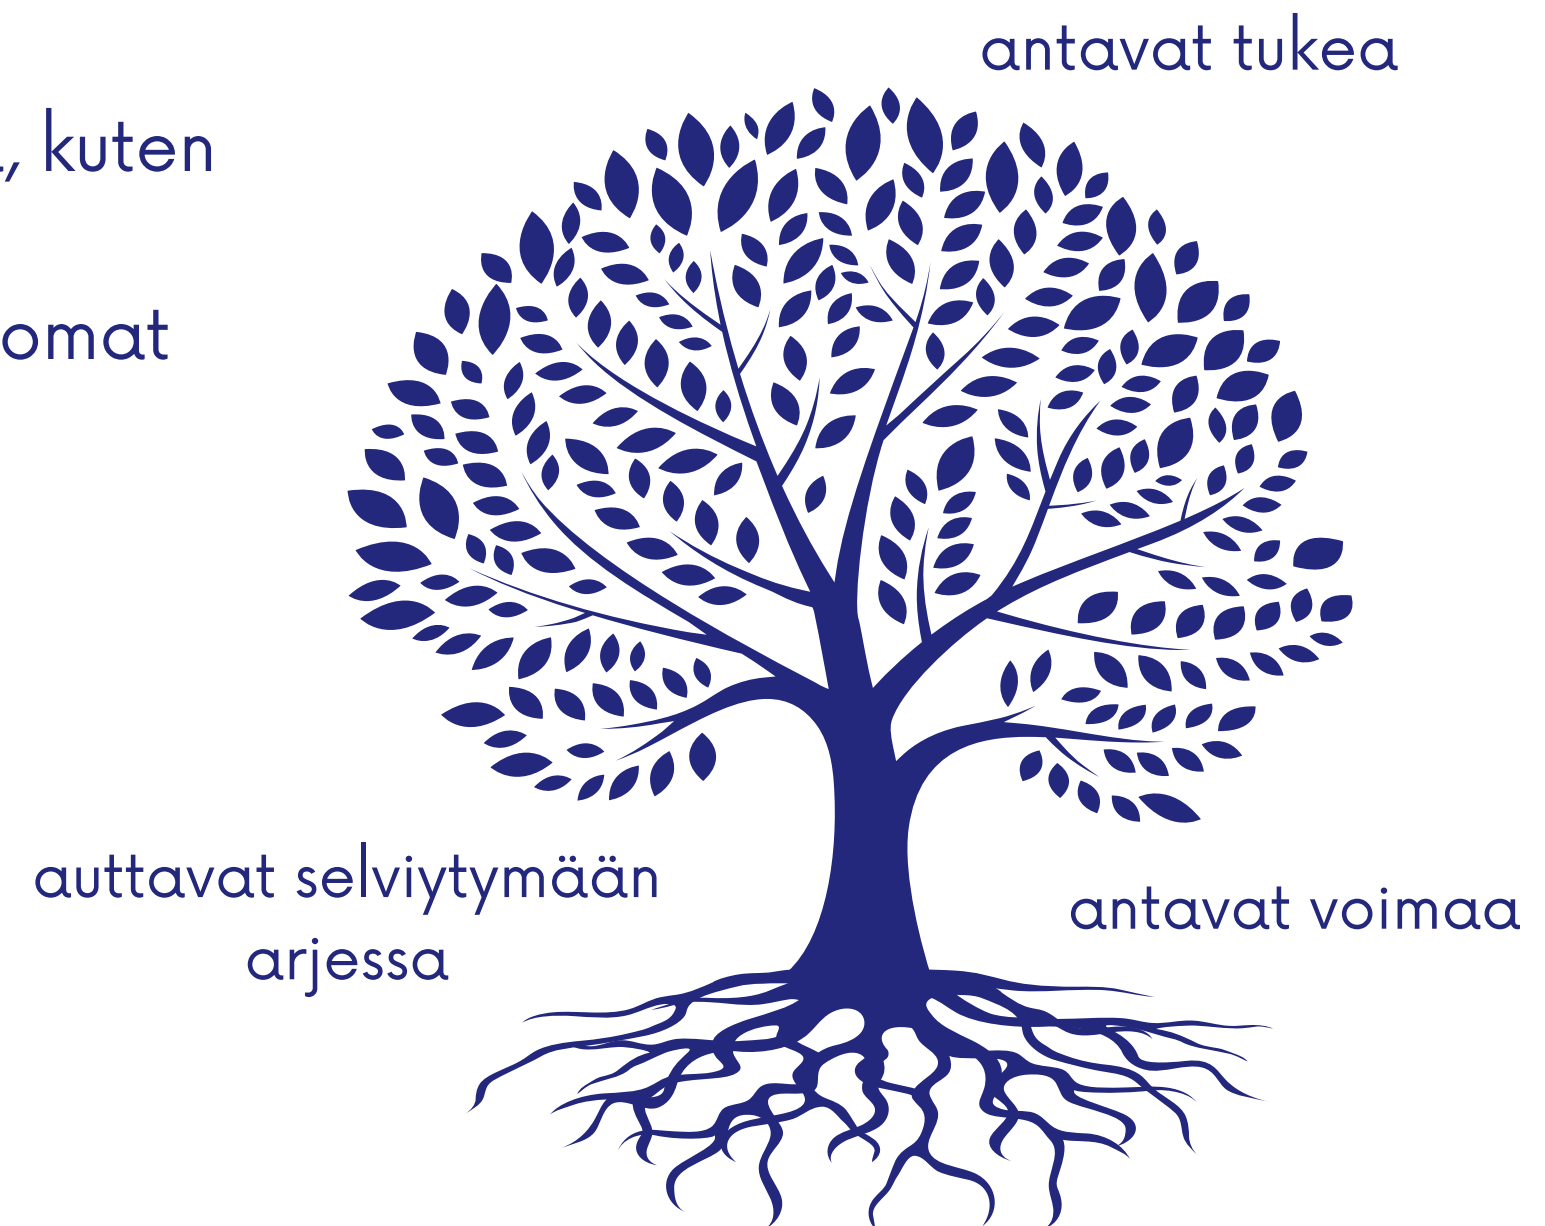 antavat tukea
, kuten
omat
auttavat selviytymään
arjessa
antavat voimaa